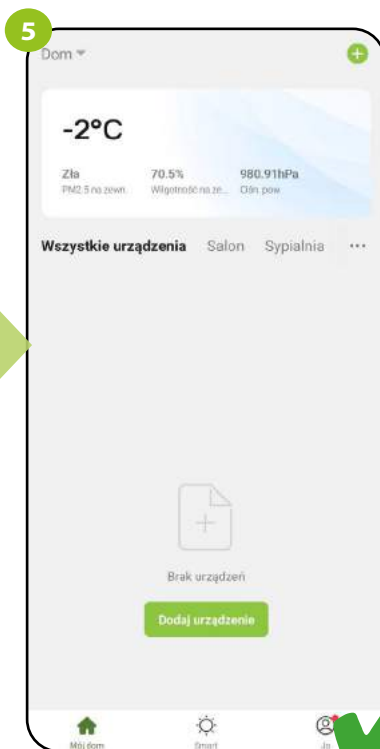 5
Dom
-2°C
Zła 70.5% 980.91hPa
PM2.5 na zewn. Wilgotność na ze... Ciśn. pow.
Wszystkie urządzenia Salon Sypialnia ...
Brak urządzeń
Dodaj urządzenie
Mój dom Smart Ja